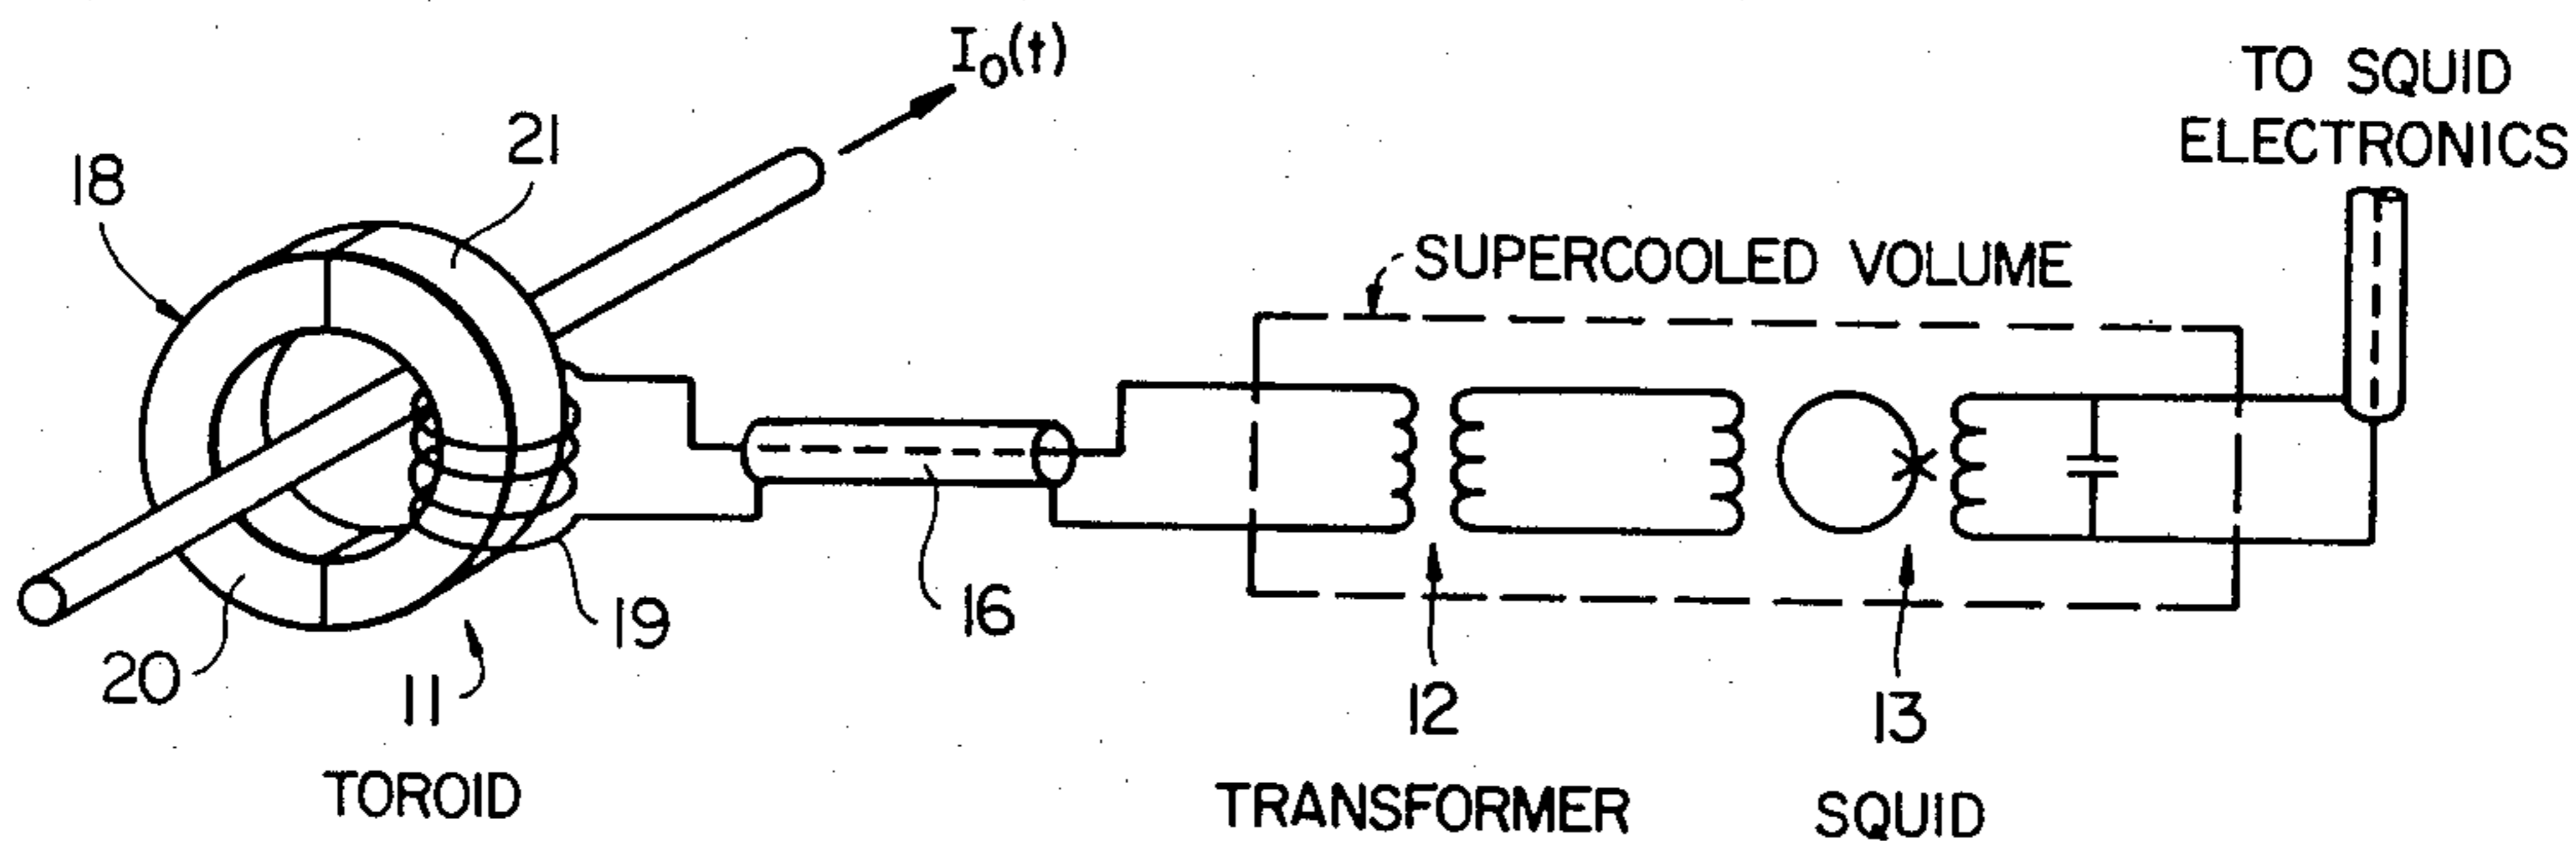 I₀(t)
TO SQUID
ELECTRONICS
21
18
SUPERCOOLED VOLUME
16
19
20
11
TOROID
12
TRANSFORMER
13
SQUID